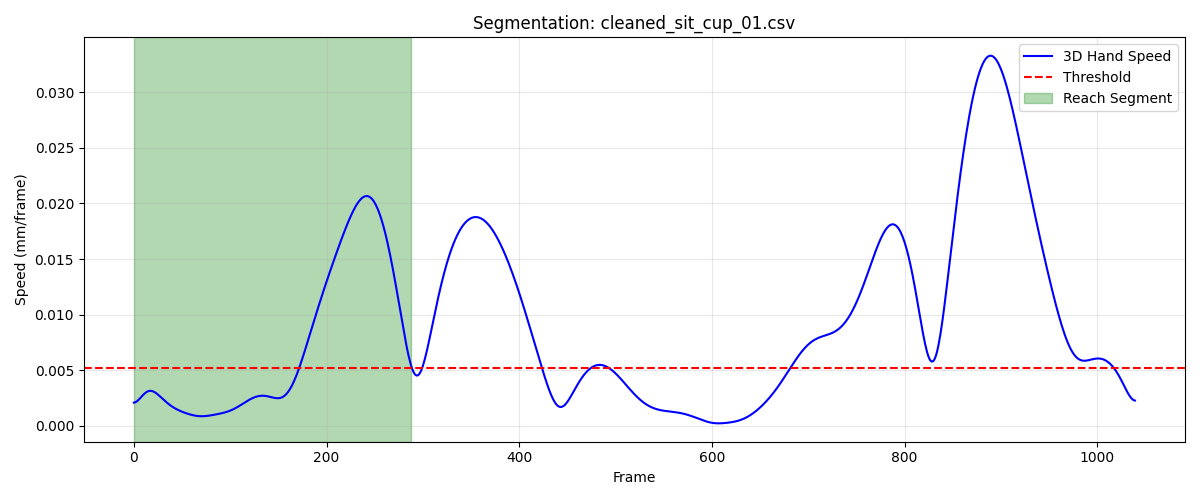 Segmentation: cleaned_sit_cup_01.csv
3D Hand Speed
Threshold
Reach Segment
Speed (mm/frame)
0.030
0.025
0.020
0.015
0.010
0.005
0.000
0
200
400
600
800
1000
Frame